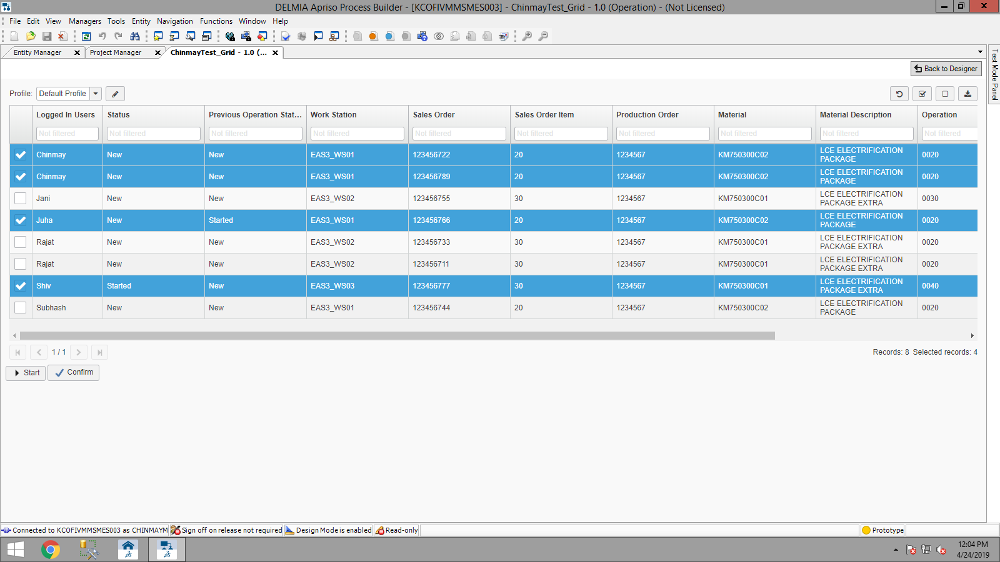 DELMIA Apriso Process Builder - [KCOFIVMMSMES003] - ChinmayTest_Grid - 1.0 (Operation) - (Not Licensed)
File Edit View Managers Tools Entity Navigation Functions Window Help
Entity Manager Project Manager ChinmayTest_Grid - 1.0 (...
Test Mode Panel
Back to Designer
Profile: Default Profile
Logged In Users Status Previous Operation Stat... Work Station Sales Order Sales Order Item Production Order Material Material Description Operation
Not filtered Not filtered Not filtered Not filtered Not filtered Not filtered Not filtered Not filtered Not filtered Not filtered
Chinmay New New EAS3_WS01 123456722 20 1234567 KM750300C02 LCE ELECTRIFICATION PACKAGE 0020
Chinmay New New EAS3_WS01 123456789 20 1234567 KM750300C02 LCE ELECTRIFICATION PACKAGE 0020
Jani New New EAS3_WS02 123456755 30 1234567 KM750300C01 LCE ELECTRIFICATION PACKAGE EXTRA 0030
Juha New Started EAS3_WS01 123456766 20 1234567 KM750300C02 LCE ELECTRIFICATION PACKAGE 0020
Rajat New New EAS3_WS02 123456733 30 1234567 KM750300C01 LCE ELECTRIFICATION PACKAGE EXTRA 0020
Rajat New New EAS3_WS02 123456711 30 1234567 KM750300C01 LCE ELECTRIFICATION PACKAGE EXTRA 0020
Shiv Started New EAS3_WS03 123456777 30 1234567 KM750300C01 LCE ELECTRIFICATION PACKAGE EXTRA 0040
Subhash New New EAS3_WS01 123456744 20 1234567 KM750300C02 LCE ELECTRIFICATION PACKAGE 0020
1 / 1
Records: 8 Selected records: 4
Start Confirm
Connected to KCOFIVMMSMES003 as CHINMAYM Sign off on release not required Design Mode is enabled Read-only Prototype
12:04 PM
4/24/2019